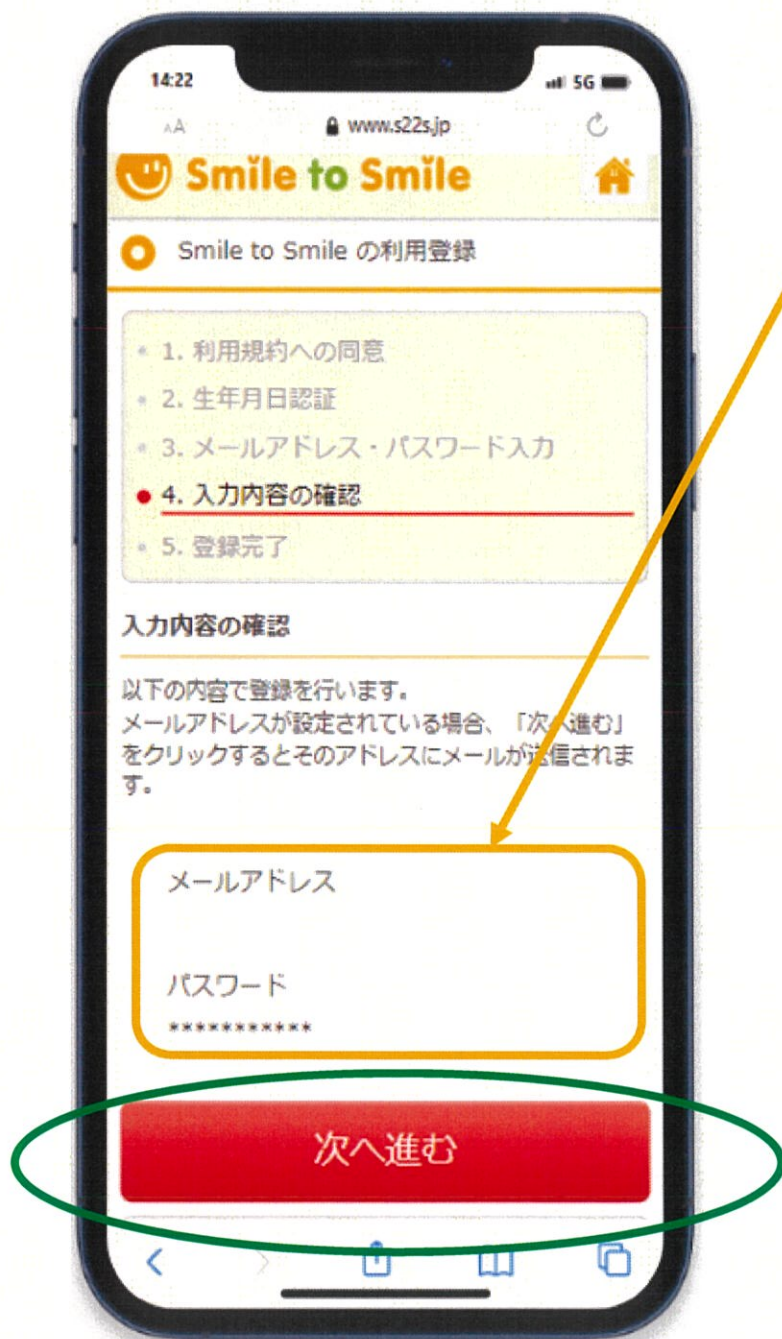 14:22
5G
AA
www.s22s.jp
Smile to Smile
Smile to Smile の利用登録
1. 利用規約への同意
2. 生年月日認証
3. メールアドレス・パスワード入力
4. 入力内容の確認
5. 登録完了
入力内容の確認
以下の内容で登録を行います。
メールアドレスが設定されている場合、「次へ進む」
をクリックするとそのアドレスにメールが送信されま
す。
メールアドレス
パスワード
***********
次へ進む